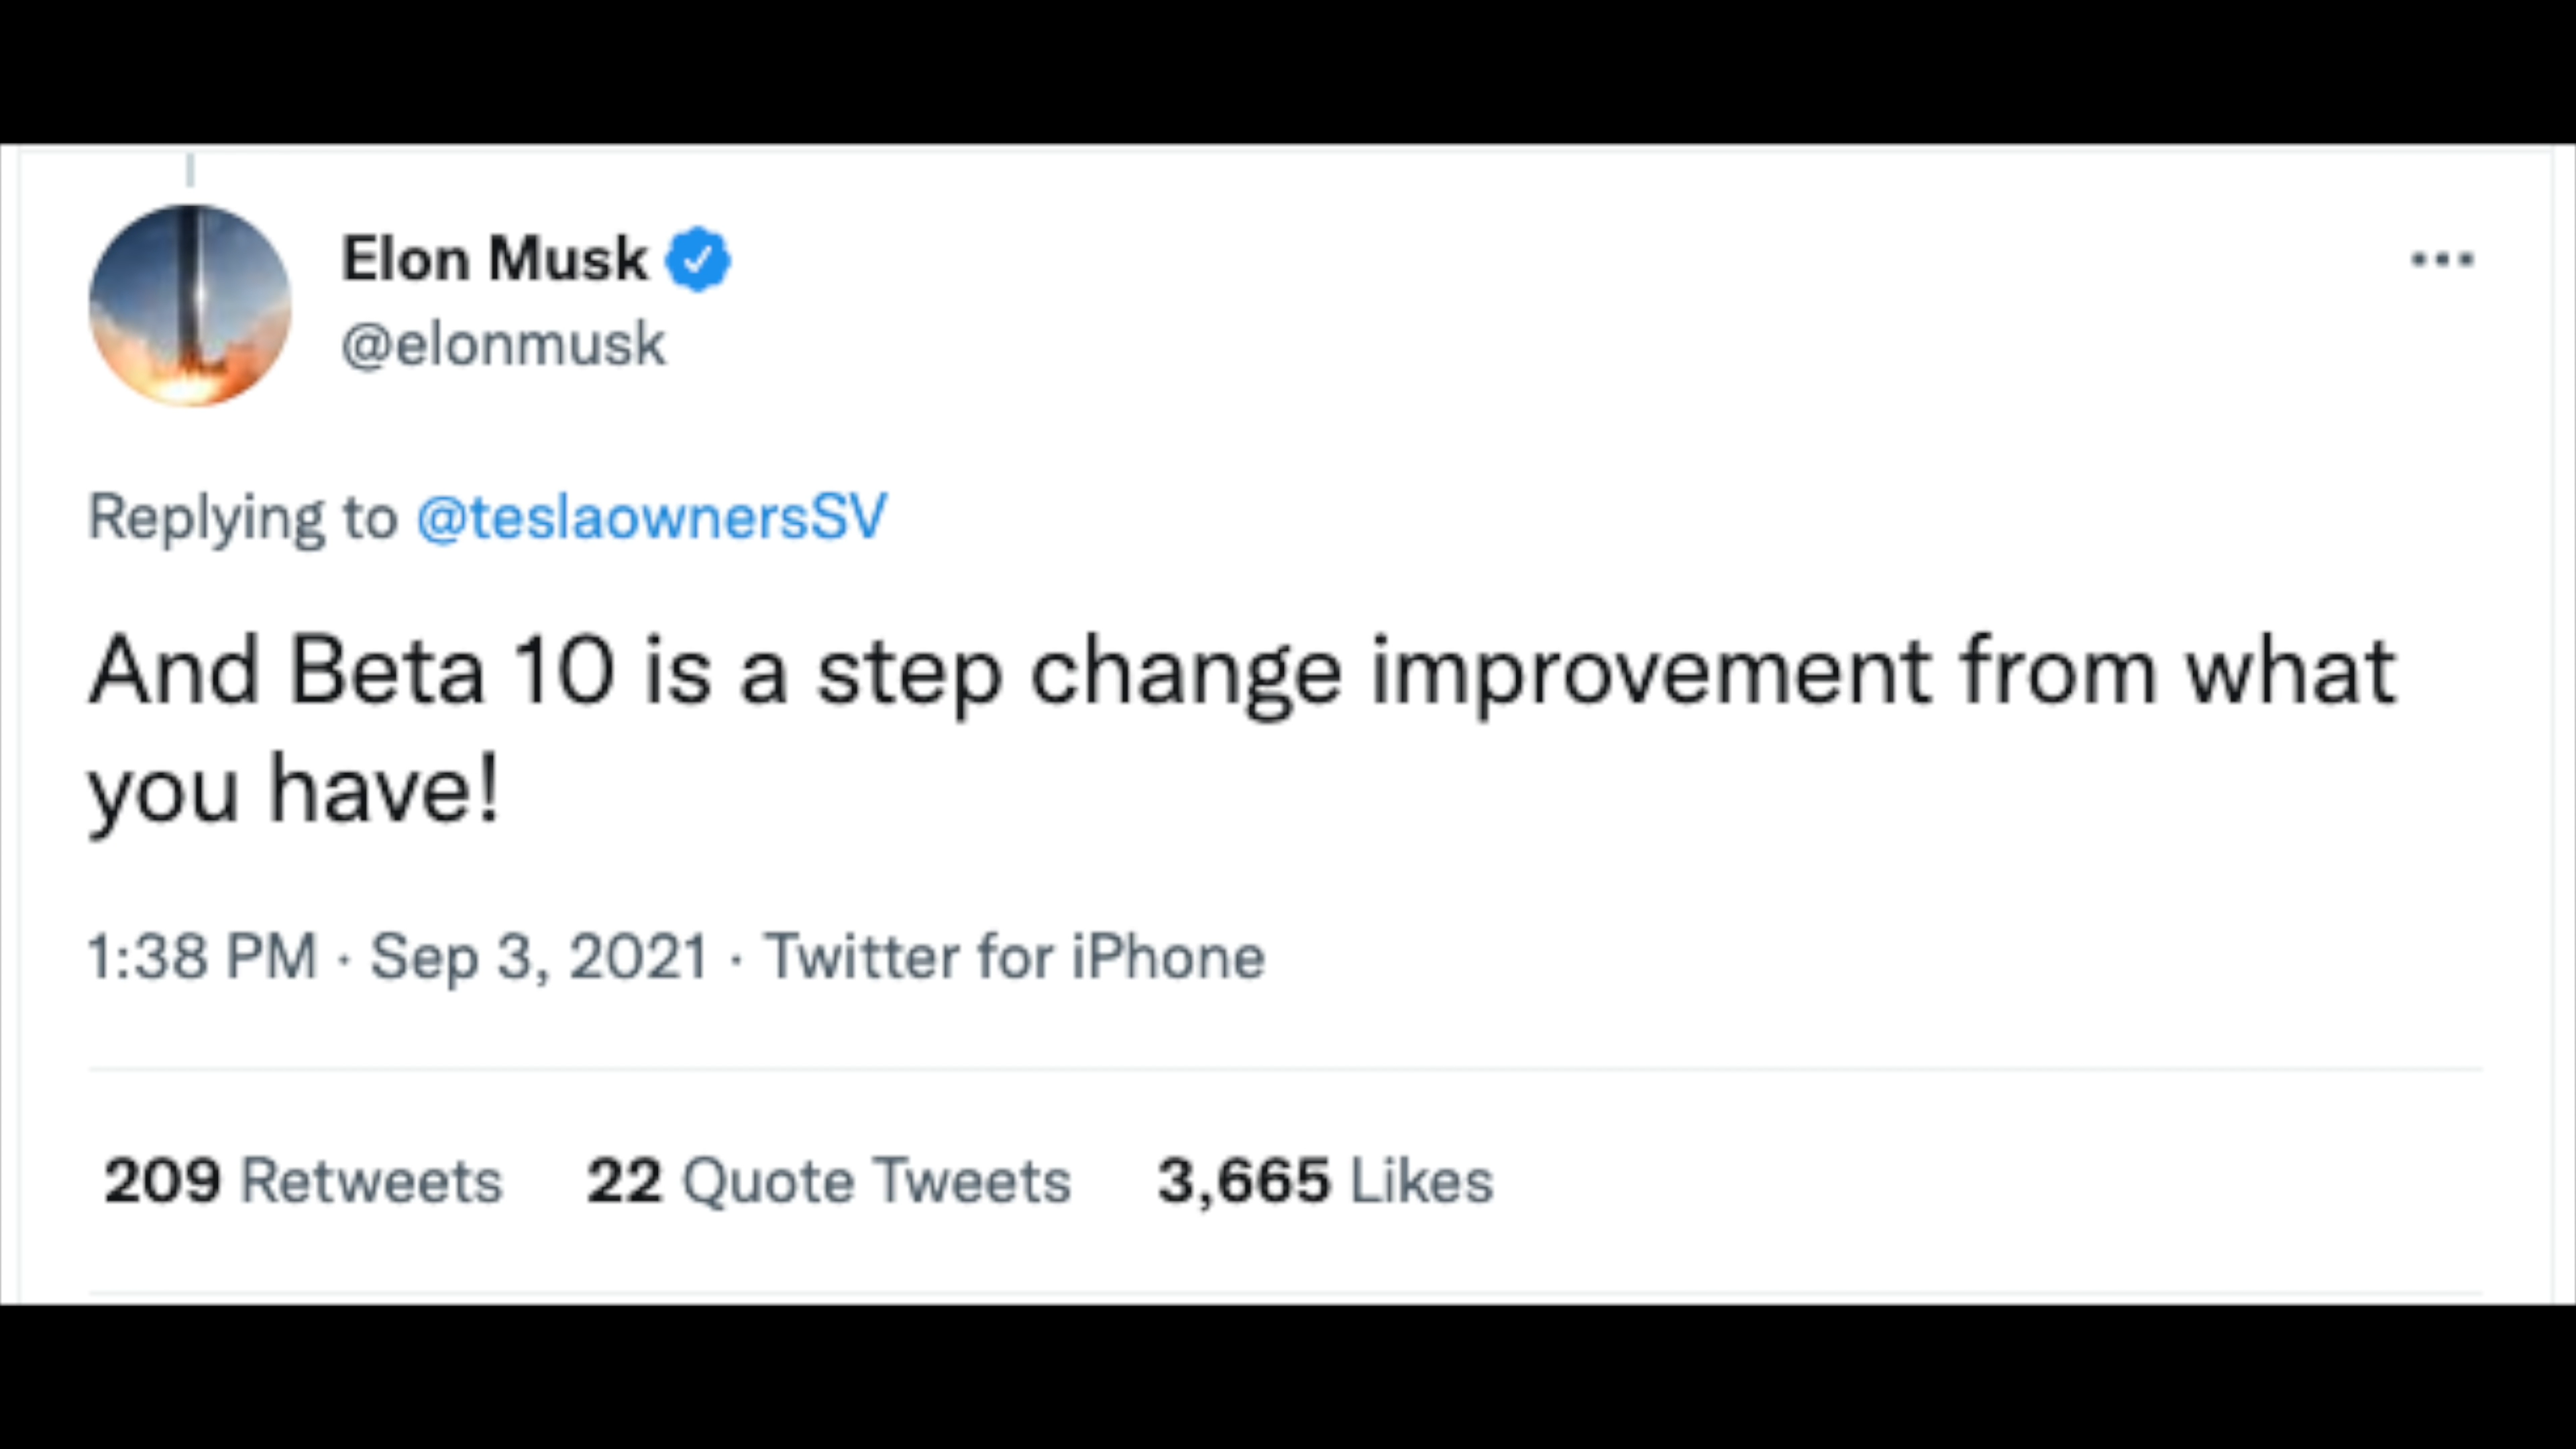 Elon Musk
@elonmusk
Replying to @teslaownersSV
And Beta 10 is a step change improvement from what
you have!
1:38 PM · Sep 3, 2021 · Twitter for iPhone
209 Retweets 22 Quote Tweets 3,665 Likes